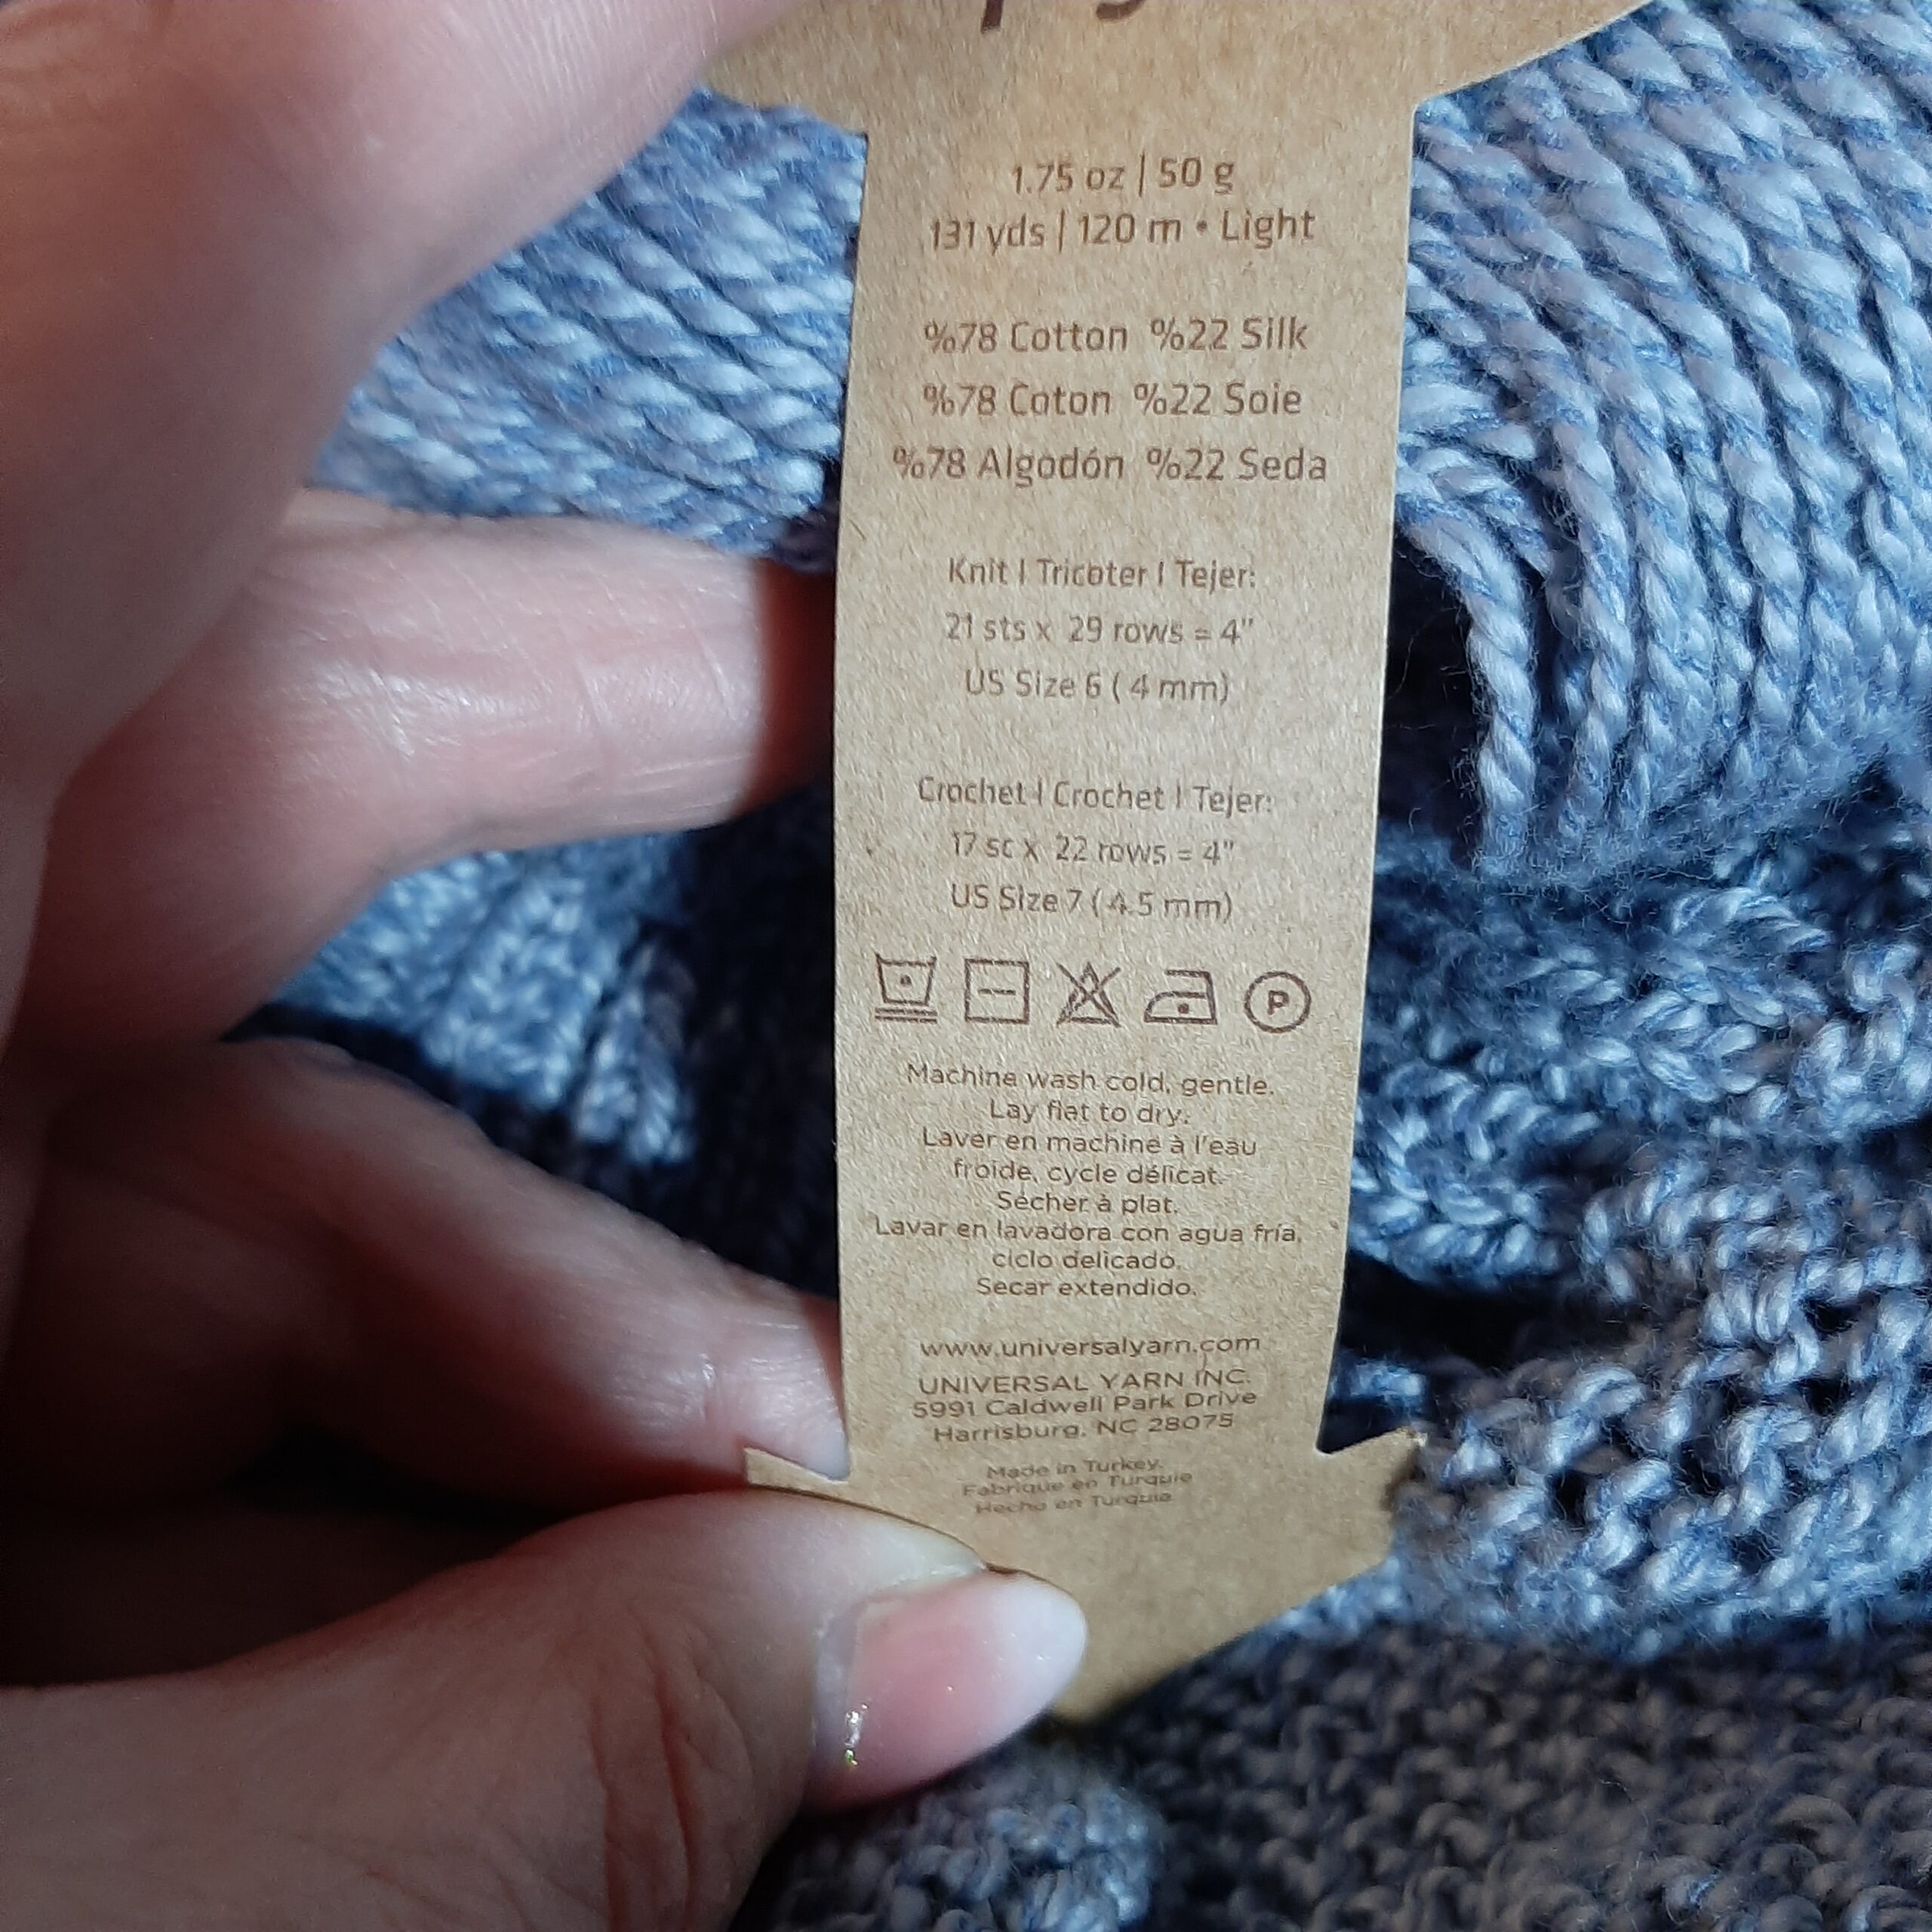 1.75 oz | 50 g
131 yds | 120 m • Light
%78 Cotton %22 Silk
%78 Coton %22 Soie
%78 Algodón %22 Seda
Knit | Tricoter | Tejer:
21 sts x 29 rows = 4"
US Size 6 ( 4 mm)
Crochet | Crochet | Tejer:
17 sc x 22 rows = 4"
US Size 7 ( 4.5 mm)
P
Machine wash cold, gentle.
Lay flat to dry.
Laver en machine à l'eau
froide, cycle délicat.
Sécher à plat.
Lavar en lavadora con agua fría,
ciclo delicado.
Secar extendido.
www.universalyarn.com
UNIVERSAL YARN INC.
5991 Caldwell Park Drive
Harrisburg, NC 28075
Made in Turkey.
Fabrique en Turquie
Hecho en Turquia